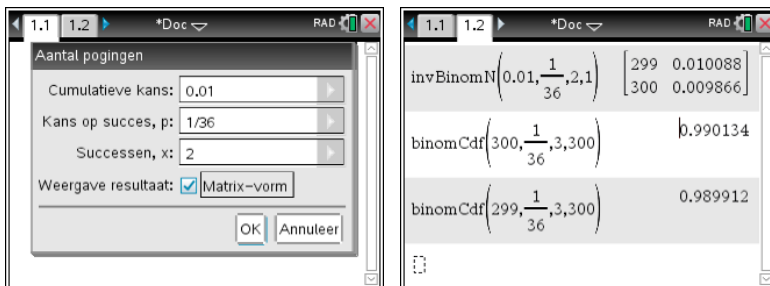 1.1 1.2 *Doc RAD
Aantal pogingen
Cumulatieve kans: 0.01
Kans op succes, p: 1/36
Successen, x: 2
Weergave resultaat: Matrix-vorm
OK Annuleer
1.1 1.2 *Doc RAD
invBinomN(0.01,1/36,2,1) [299 0.010088
300 0.009866]
binomCdf(300,1/36,3,300) 0.990134
binomCdf(299,1/36,3,300) 0.989912